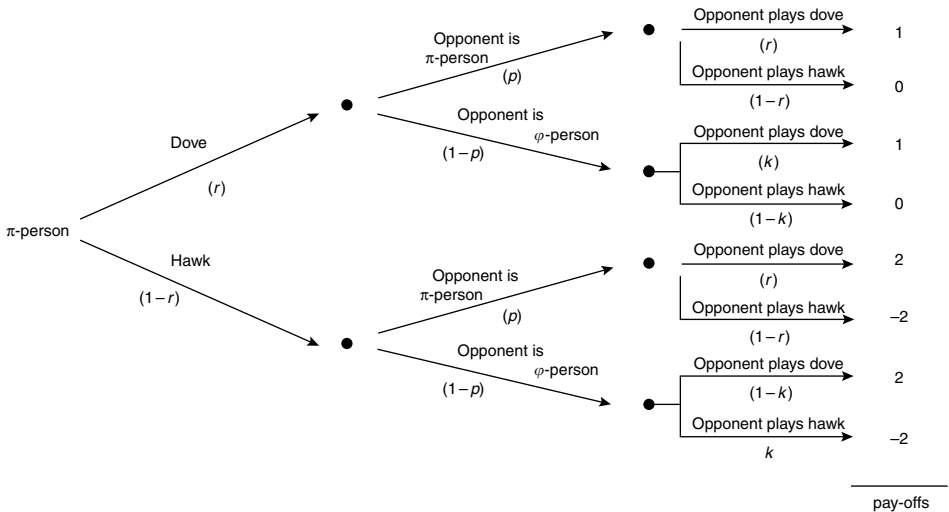 Opponent plays dove
1
(r)
Opponent is
π-person
(p)
Opponent plays hawk
0
(1−r)
Opponent is
φ-person
(1−p)
Opponent plays dove
1
(k)
Opponent plays hawk
0
(1−k)
Dove
(r)
π-person
Hawk
(1−r)
Opponent is
π-person
(p)
Opponent plays dove
2
(r)
Opponent plays hawk
−2
(1−r)
Opponent is
φ-person
(1−p)
Opponent plays dove
2
(1−k)
Opponent plays hawk
−2
k
pay-offs